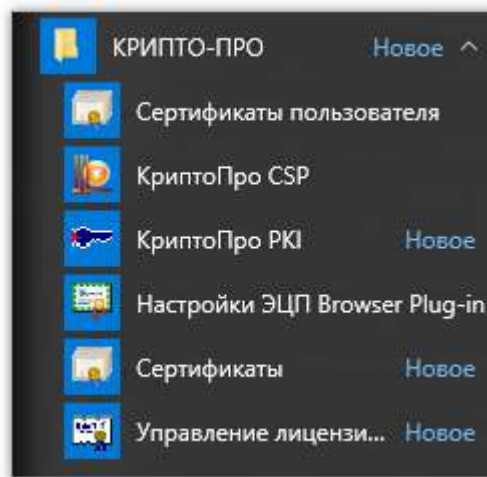 КРИПТО-ПРО Новое
Сертификаты пользователя
КриптоПро CSP
КриптоПро PKI Новое
Настройки ЭЦП Browser Plug-in
Сертификаты Новое
Управление лицензи... Новое